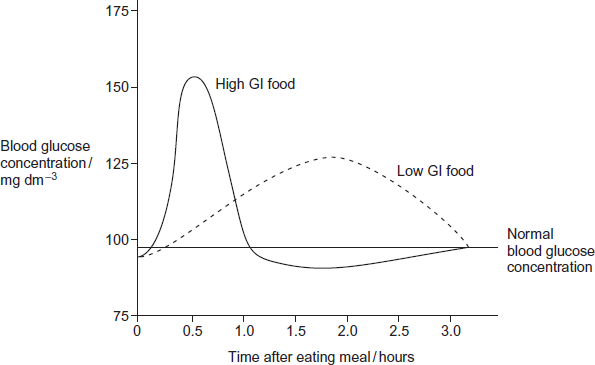 175
150
125
100
75
Blood glucose
concentration /
mg dm⁻³
High GI food
Low GI food
Normal
blood glucose
concentration
0 0.5 1.0 1.5 2.0 2.5 3.0
Time after eating meal / hours